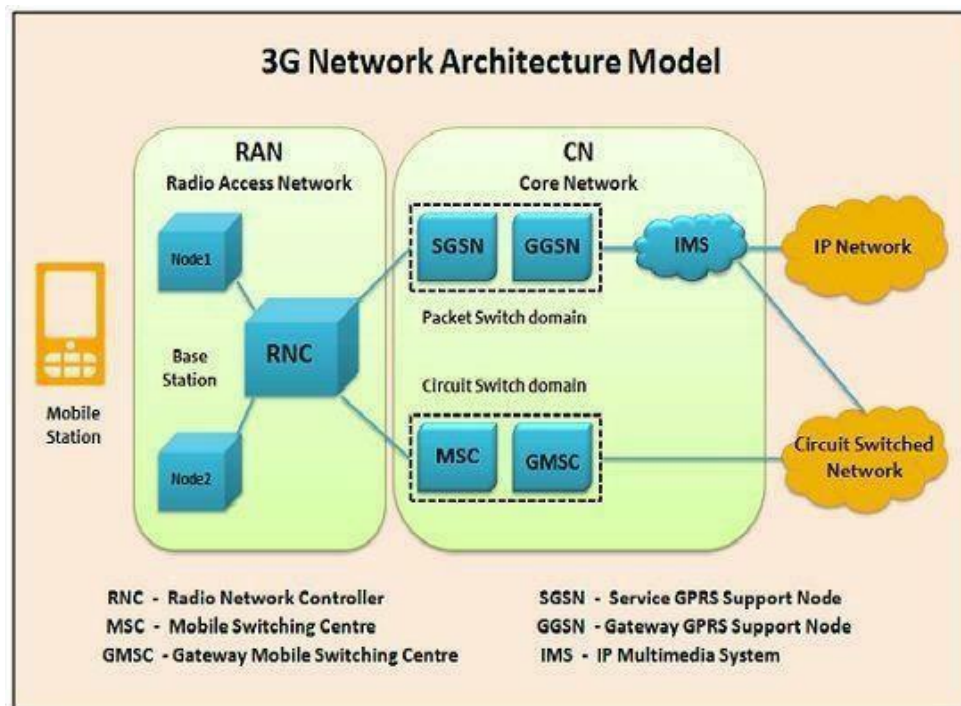 3G Network Architecture Model
RAN
Radio Access Network
CN
Core Network
Node1
SGSN
GGSN
IMS
IP Network
Packet Switch domain
RNC
Base
Station
Circuit Switch domain
Mobile
Station
Node2
MSC
GMSC
Circuit Switched
Network
RNC - Radio Network Controller
MSC - Mobile Switching Centre
GMSC - Gateway Mobile Switching Centre
SGSN - Service GPRS Support Node
GGSN - Gateway GPRS Support Node
IMS - IP Multimedia System